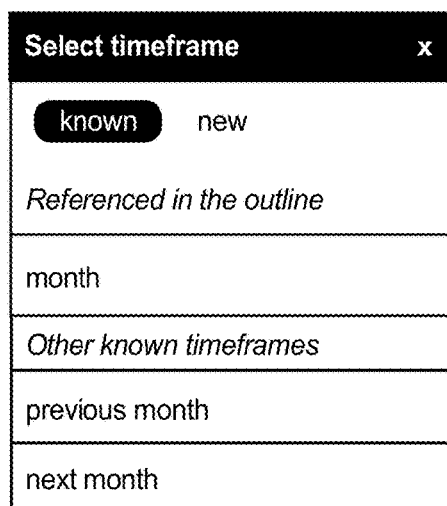 Select timeframe x
known new
Referenced in the outline
month
Other known timeframes
previous month
next month